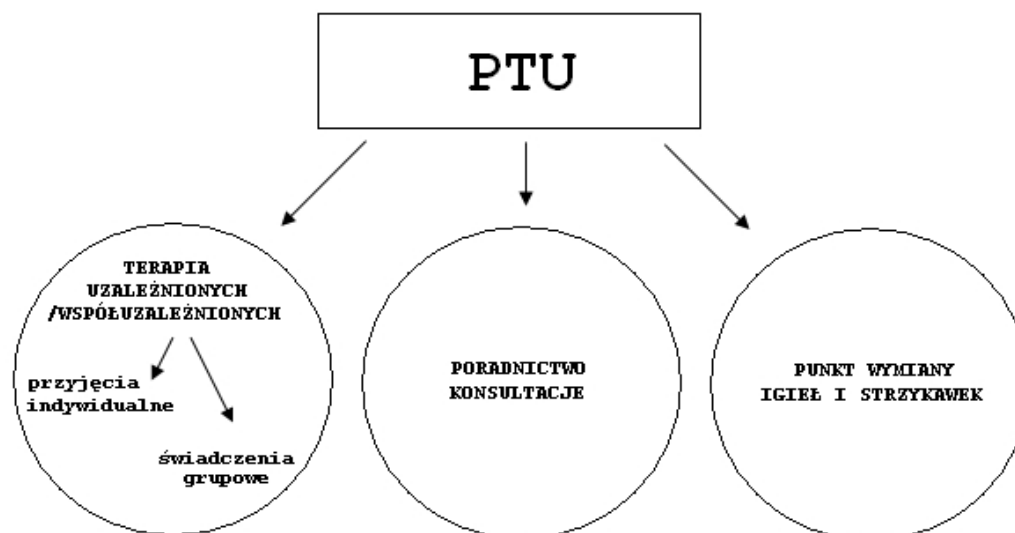 PTU
TERAPIA
UZALEŻNIONYCH
/WSPÓŁUZALEŻNIONYCH
przyjęcia
indywidualne
świadczenia
grupowe
PORADNICTWO
KONSULTACJE
PUNKT WYMIANY
IGIEŁ I STRZYKAWEK